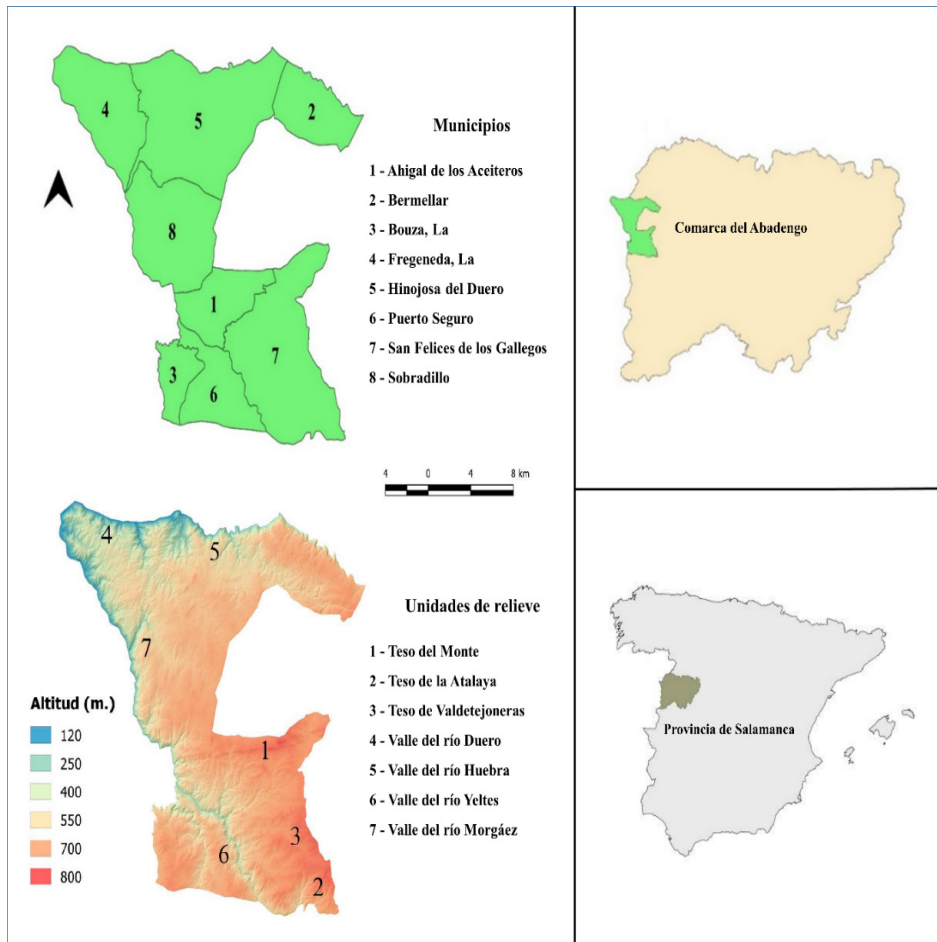 4
5
2
8
1
7
3
6
Municipios
1 - Ahigal de los Aceiteros
2 - Bermellar
3 - Bouza, La
4 - Fregeneda, La
5 - Hinojosa del Duero
6 - Puerto Seguro
7 - San Felices de los Gallegos
8 - Sobradillo
4 0 4 8 km
Comarca del Abadengo
4
5
7
1
3
6
2
Altitud (m.)
120
250
400
550
700
800
Unidades de relieve
1 - Teso del Monte
2 - Teso de la Atalaya
3 - Teso de Valdetejoneras
4 - Valle del río Duero
5 - Valle del río Huebra
6 - Valle del río Yeltes
7 - Valle del río Morgáez
Provincia de Salamanca